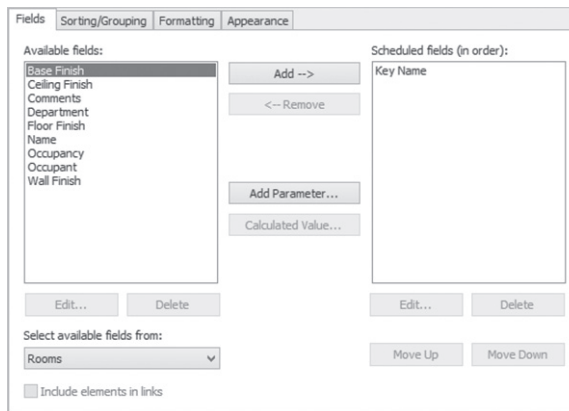 Fields Sorting/Grouping Formatting Appearance
Available fields:
Base Finish
Ceiling Finish
Comments
Department
Floor Finish
Name
Occupancy
Occupant
Wall Finish
Add -->
<-- Remove
Add Parameter...
Calculated Value...
Scheduled fields (in order):
Key Name
Edit... Delete
Edit... Delete
Select available fields from:
Rooms
Move Up Move Down
Include elements in links